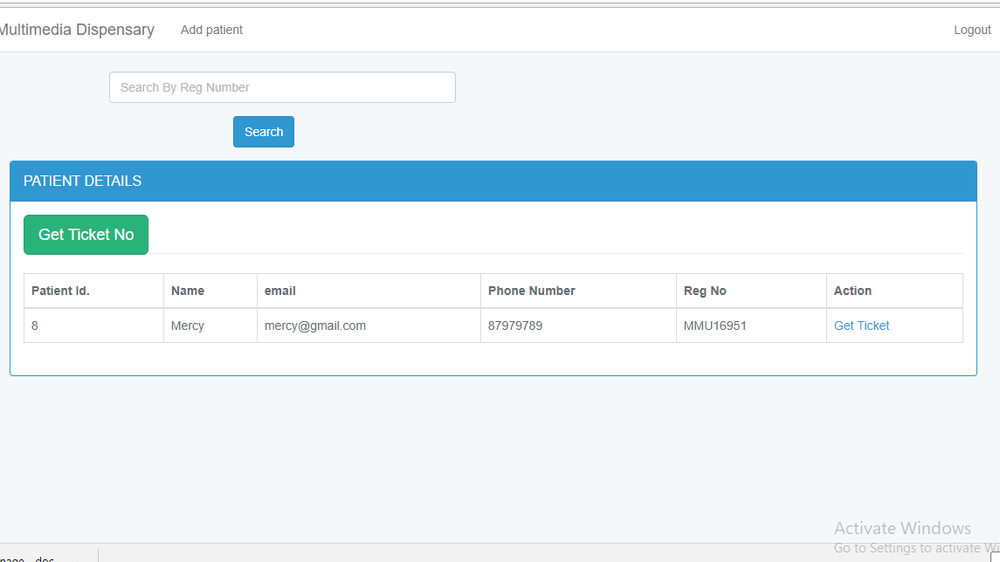 Multimedia Dispensary Add patient Logout
Search By Reg Number
Search
PATIENT DETAILS
Get Ticket No
Patient Id. Name email Phone Number Reg No Action
8 Mercy mercy@gmail.com 87979789 MMU16951 Get Ticket
Activate Windows
Go to Settings to activate